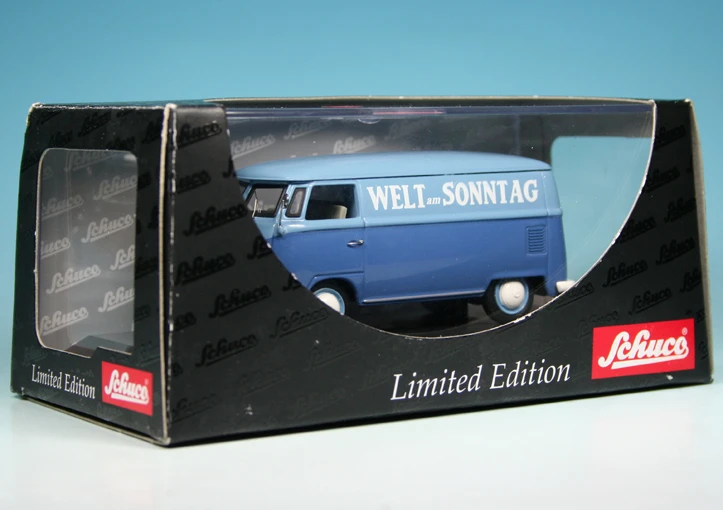 WELT am SONNTAG
Limited Edition
Schuco
Limited Edition
Schuco